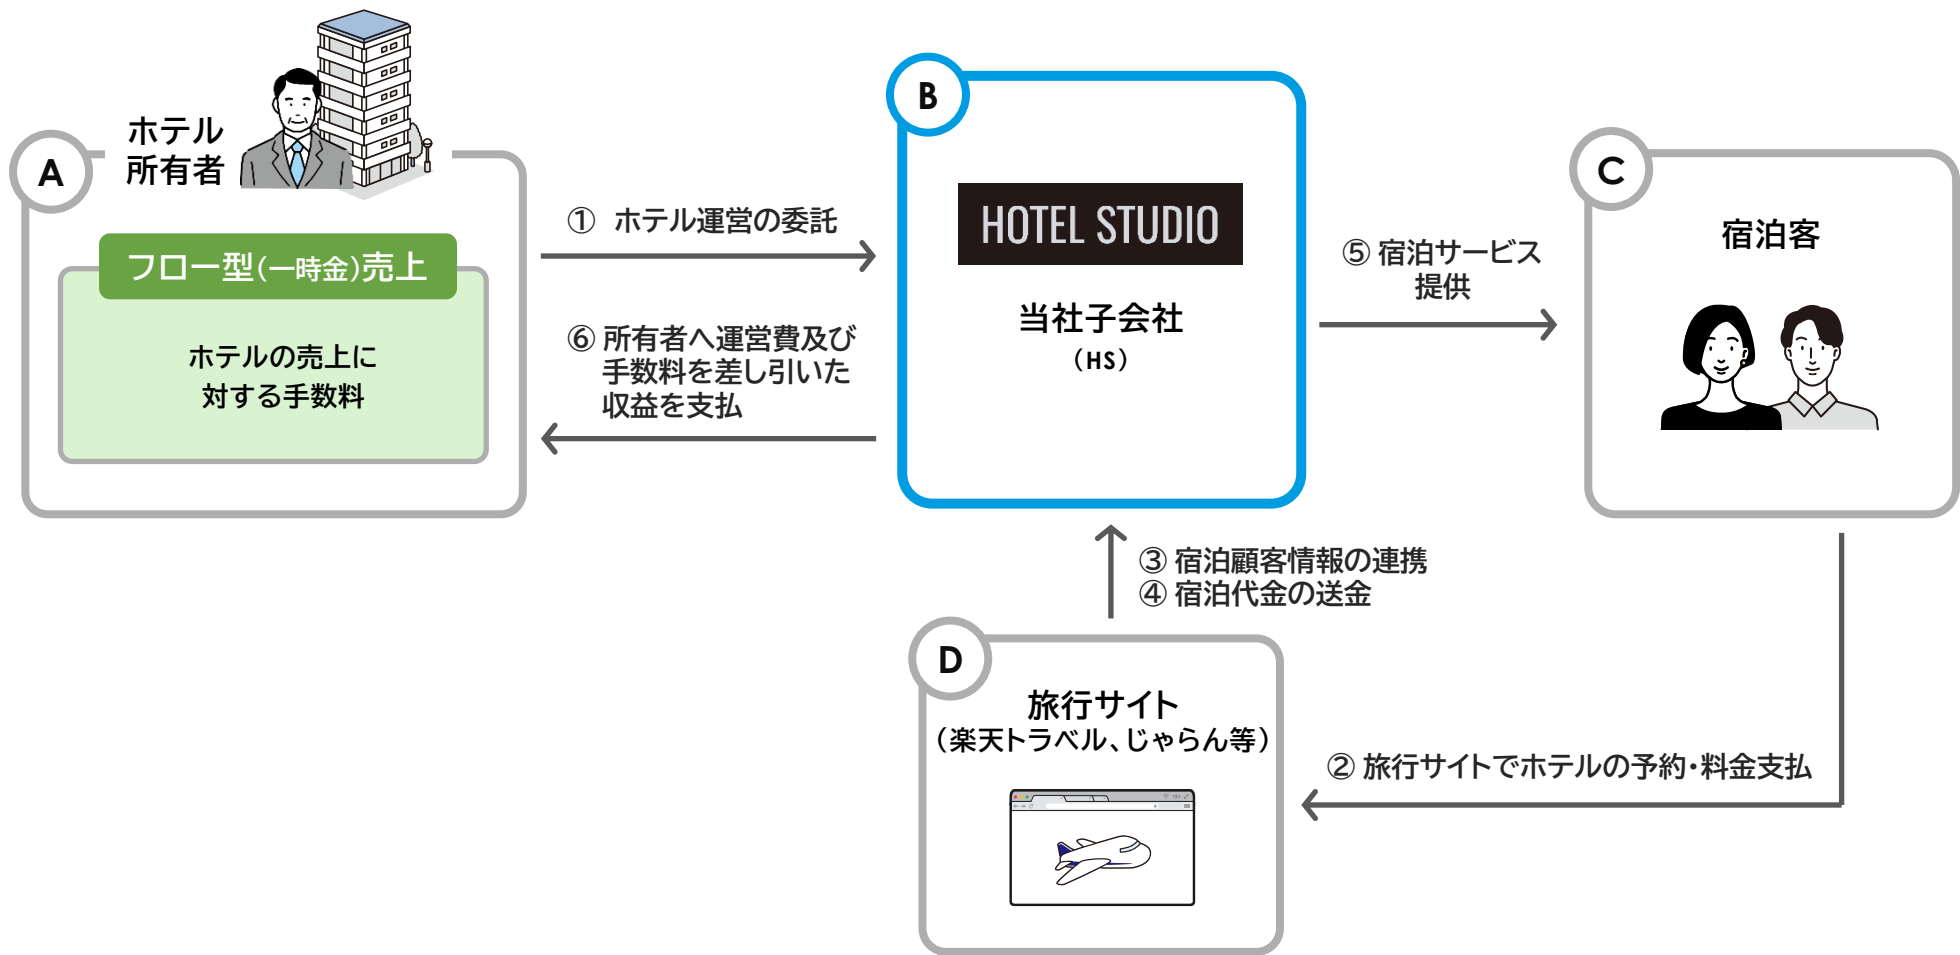 A
ホテル
所有者
フロー型(一時金)売上
ホテルの売上に
対する手数料
① ホテル運営の委託
⑥ 所有者へ運営費及び
手数料を差し引いた
収益を支払
B
HOTEL STUDIO
当社子会社
(HS)
⑤ 宿泊サービス
提供
C
宿泊客
③ 宿泊顧客情報の連携
④ 宿泊代金の送金
D
旅行サイト
(楽天トラベル、じゃらん等)
② 旅行サイトでホテルの予約・料金支払